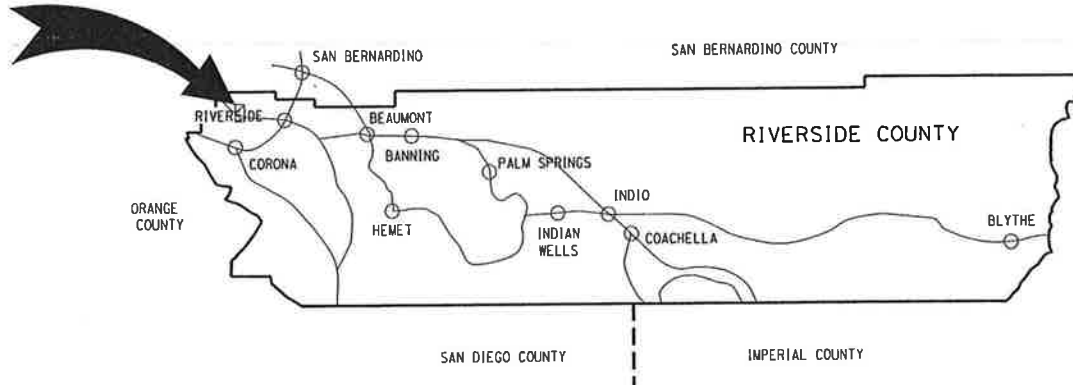 SAN BERNARDINO
SAN BERNARDINO COUNTY
RIVERSIDE
BEAUMONT
RIVERSIDE COUNTY
CORONA
BANNING
PALM SPRINGS
ORANGE
COUNTY
HEMET
INDIO
INDIAN
WELLS
COACHELLA
BLYTHE
SAN DIEGO COUNTY
IMPERIAL COUNTY